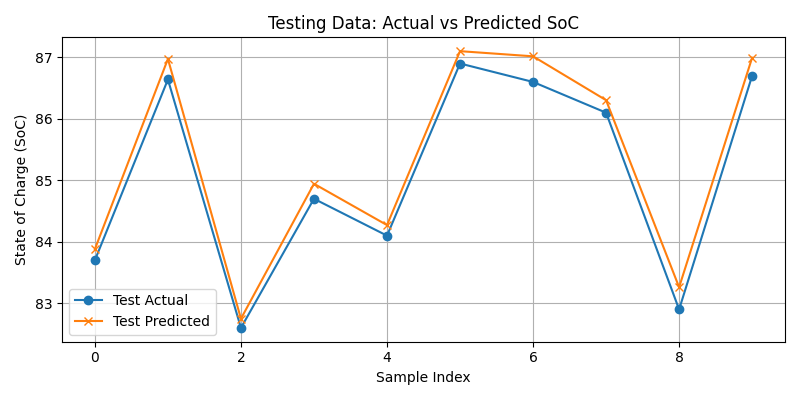 Testing Data: Actual vs Predicted SoC
State of Charge (SoC)
87
86
85
84
83
Test Actual
Test Predicted
0 2 4 6 8
Sample Index